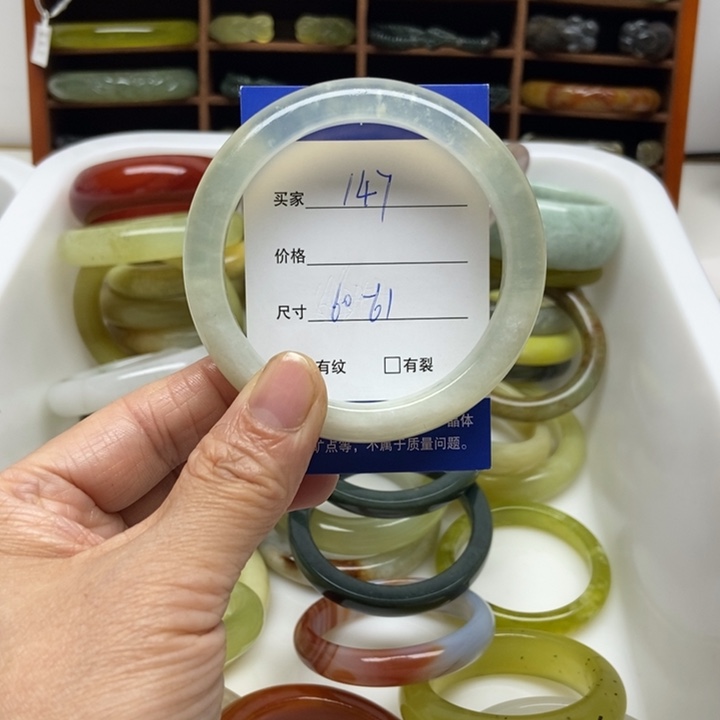 买家 147
价格
尺寸 60-61
有纹 □有裂
晶体
矿点等，不属于质量问题。